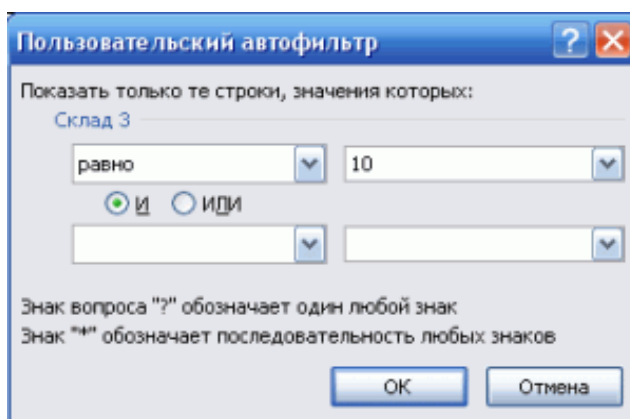 Пользовательский автофильтр
Показать только те строки, значения которых:
Склад 3
равно 10
И ИЛИ
Знак вопроса "?" обозначает один любой знак
Знак "*" обозначает последовательность любых знаков
ОК Отмена